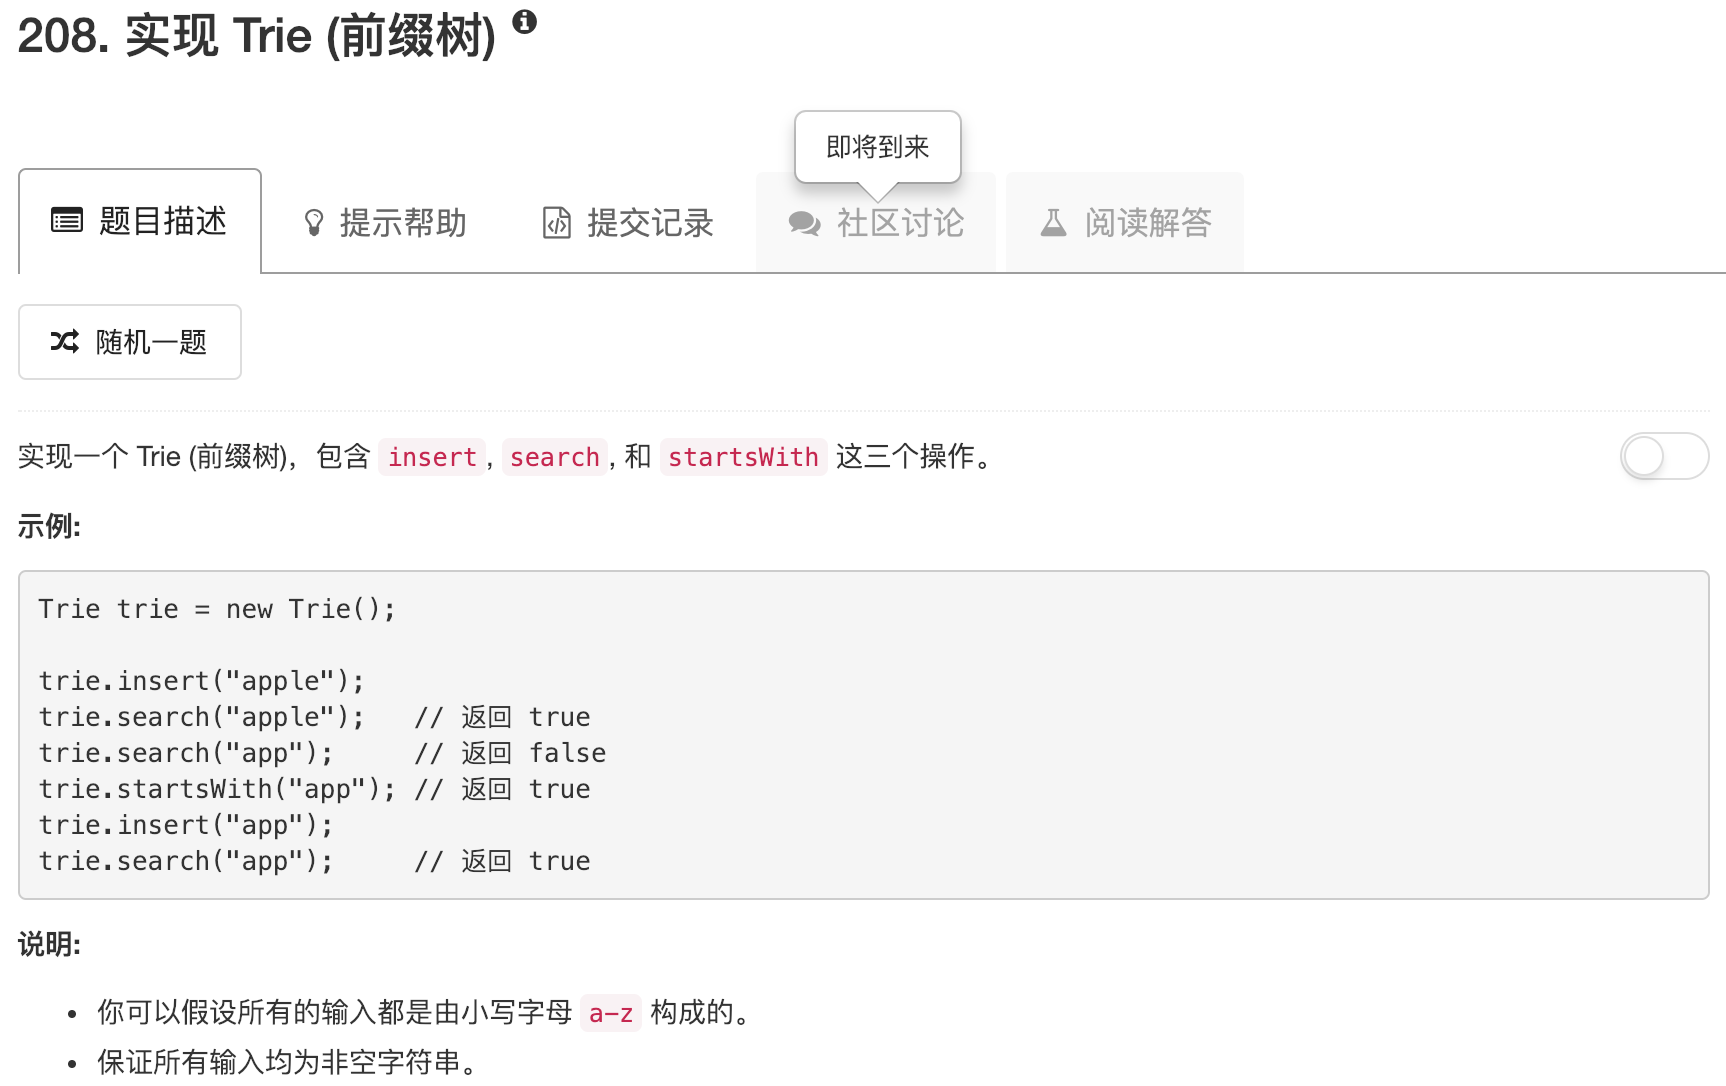 208. 实现 Trie (前缀树)
即将到来
题目描述 提示帮助 提交记录 社区讨论 阅读解答
随机一题
实现一个 Trie (前缀树)，包含 insert, search, 和 startsWith 这三个操作。
示例:
Trie trie = new Trie();
trie.insert("apple");
trie.search("apple");   // 返回 true
trie.search("app");     // 返回 false
trie.startsWith("app"); // 返回 true
trie.insert("app");
trie.search("app");     // 返回 true
说明:
• 你可以假设所有的输入都是由小写字母 a-z 构成的。
• 保证所有输入均为非空字符串。